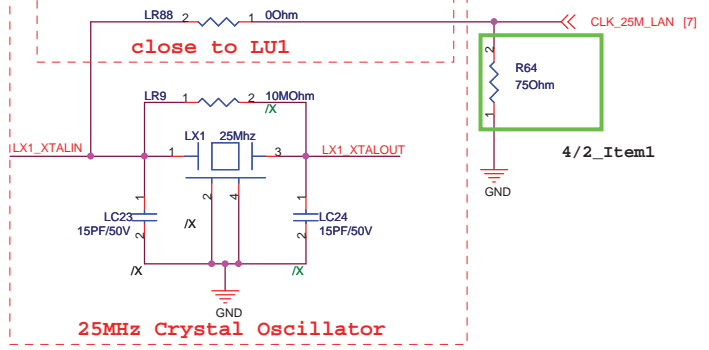 LR88 2 1 0Ohm
CLK_25M_LAN [7]
close to LU1
2
R64
75Ohm
1
LR9 1 2 10MOhm
/X
LX1 25Mhz
4/2_Item1
LX1_XTALIN 1 3 LX1_XTALOUT
GND
1 2 4 1
LC23
15PF/50V
/X
LC24
15PF/50V
2 2
/X /X
GND
25MHz Crystal Oscillator